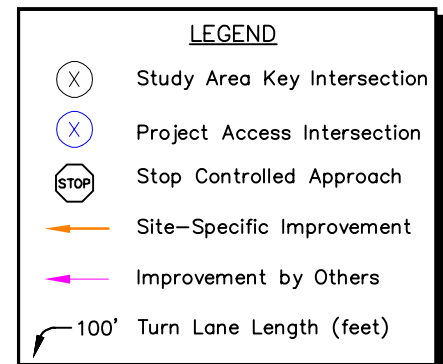 LEGEND
X Study Area Key Intersection
X Project Access Intersection
STOP Stop Controlled Approach
Site-Specific Improvement
Improvement by Others
100' Turn Lane Length (feet)